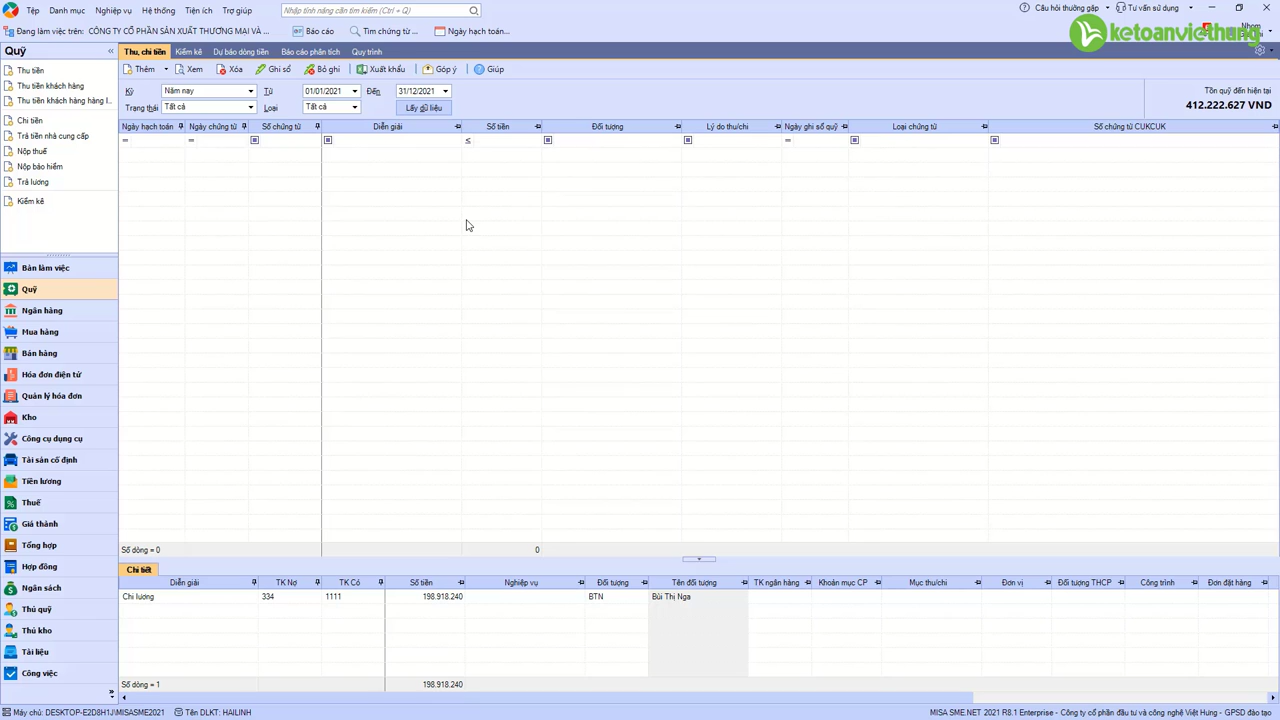 Tệp Danh mục Nghiệp vụ Hệ thống Tiện ích Trợ giúp Nhập tính năng cần tìm kiếm (Ctrl + Q) Câu hỏi thường gặp Tư vấn sử dụng
Đang làm việc trên: CÔNG TY CỔ PHẦN SẢN XUẤT THƯƠNG MẠI VÀ ... Báo cáo Tìm chứng từ ... Ngày hạch toán...
ketoanviethung
Quỹ
Thu, chi tiền Kiểm kê Dự báo dòng tiền Báo cáo phân tích Quy trình
Thu tiền
Thu tiền khách hàng
Thu tiền khách hàng hàng l...
Chi tiền
Trả tiền nhà cung cấp
Nộp thuế
Nộp bảo hiểm
Trả lương
Kiểm kê
Bàn làm việc
Quỹ
Ngân hàng
Mua hàng
Bán hàng
Hóa đơn điện tử
Quản lý hóa đơn
Kho
Công cụ dụng cụ
Tài sản cố định
Tiền lương
Thuế
Giá thành
Tổng hợp
Hợp đồng
Ngân sách
Thủ quỹ
Thủ kho
Tài liệu
Công việc
Thêm Xem Xóa Ghi sổ Bỏ ghi Xuất khẩu Góp ý Giúp
Kỳ Năm nay Từ 01/01/2021 Đến 31/12/2021
Trạng thái Tất cả Loại Tất cả Lấy dữ liệu
Tồn quỹ đến hiện tại
412.222.627 VND
Ngày hạch toán Ngày chứng từ Số chứng từ Diễn giải Số tiền Đối tượng Lý do thu/chi Ngày ghi sổ quỹ Loại chứng từ Số chứng từ CUKCUK
= = ≤ =
Số dòng = 0 0
Chi tiết
Diễn giải TK Nợ TK Có Số tiền Nghiệp vụ Đối tượng Tên đối tượng TK ngân hàng Khoản mục CP Mục thu/chi Đơn vị Đối tượng THCP Công trình Đơn đặt hàng
Chi lương 334 1111 198.918.240 BTN Bùi Thị Nga
Số dòng = 1 198.918.240
Máy chủ: DESKTOP-E2D8H1J\MISASME2021 Tên DLKT: HAILINH MISA SME.NET 2021 R8.1 Enterprise - Công ty cổ phần đầu tư và công nghệ Việt Hưng - GPSD đào tạo